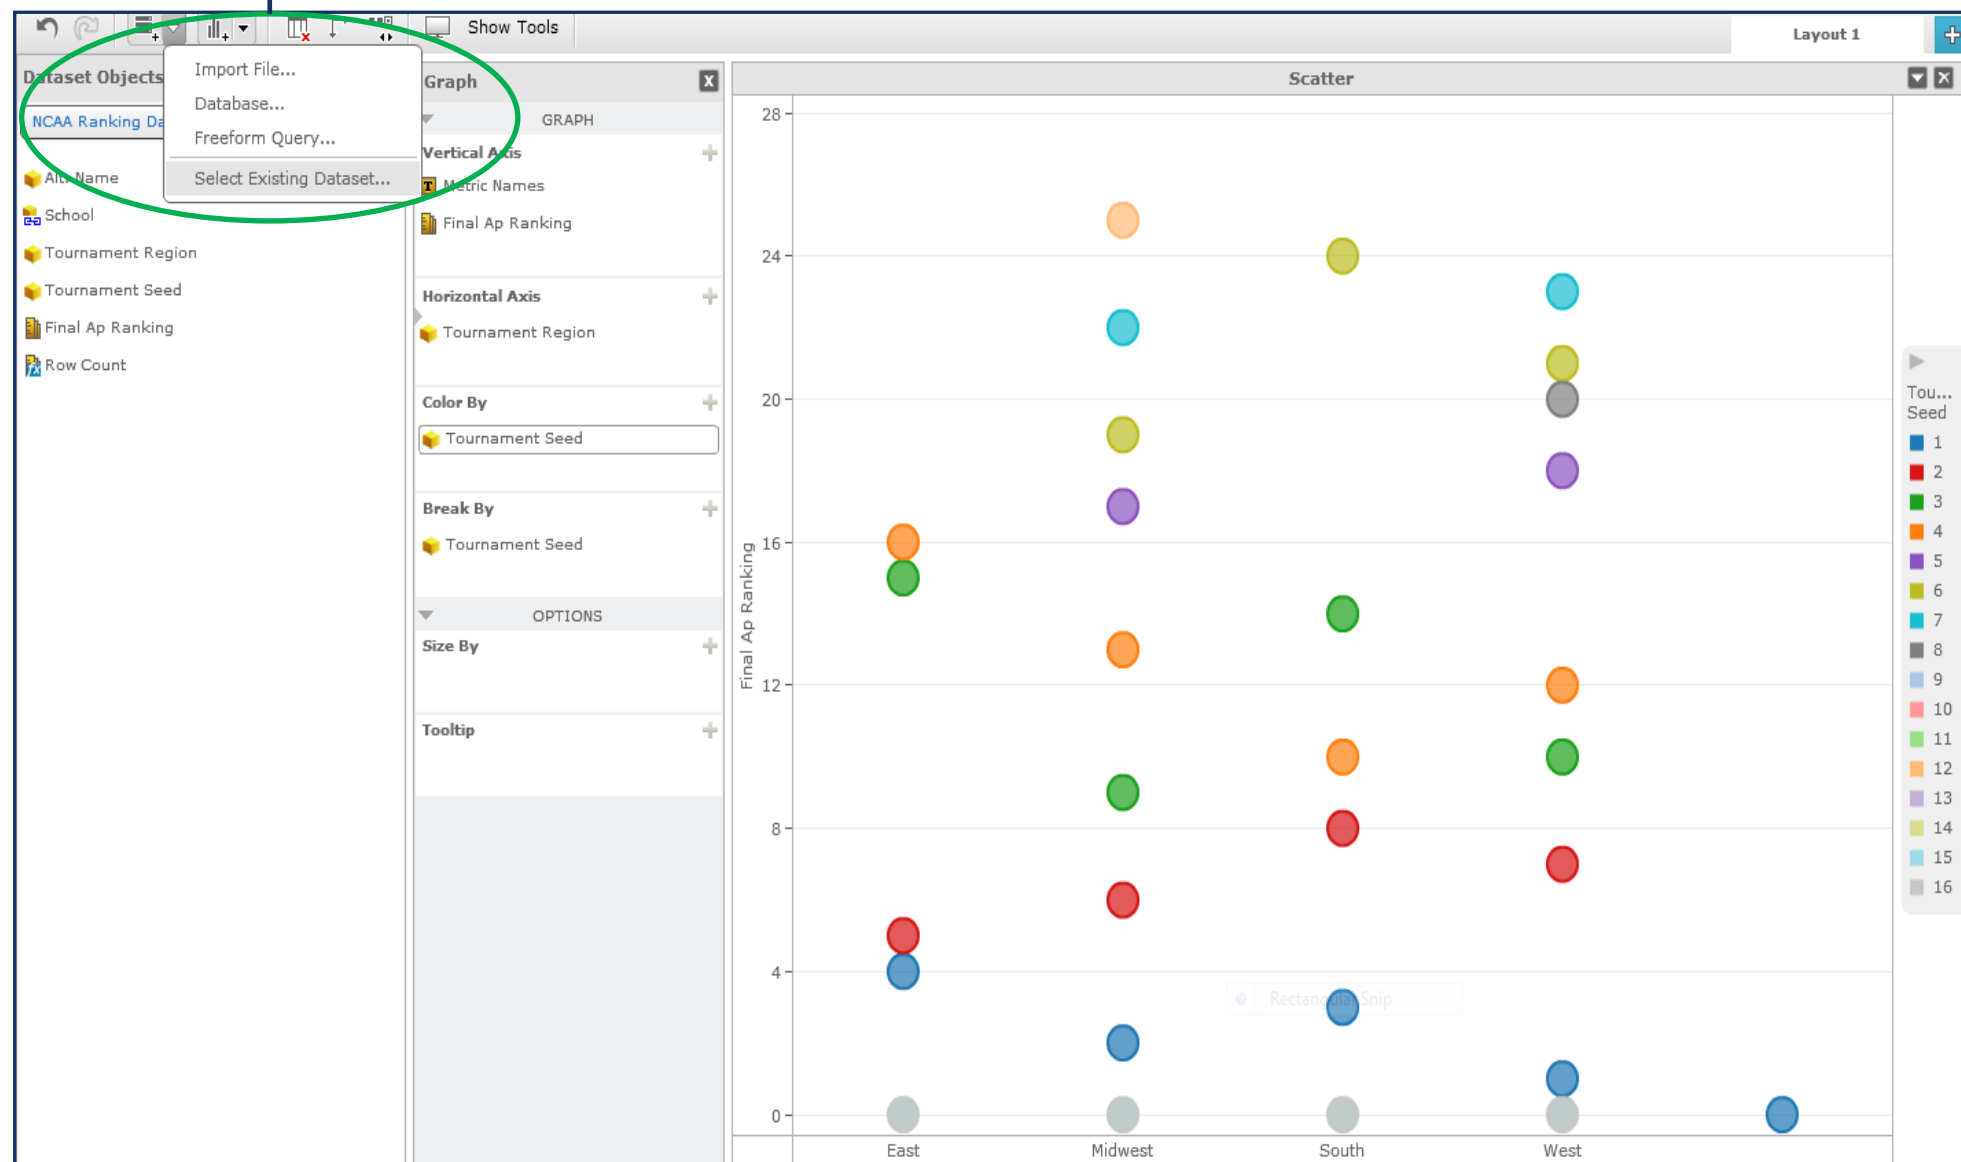 Show Tools
Layout 1
Dataset Objects
NCAA Ranking Da
Import File...
Database...
Freeform Query...
Select Existing Dataset...
Alt. Name
School
Tournament Region
Tournament Seed
Final Ap Ranking
Row Count
Graph
GRAPH
Vertical Axis
Metric Names
Final Ap Ranking
Horizontal Axis
Tournament Region
Color By
Tournament Seed
Break By
Tournament Seed
OPTIONS
Size By
Tooltip
Scatter
Final Ap Ranking
28
24
20
16
12
8
4
0
East
Midwest
South
West
Rectangular Snip
Tou...
Seed
1
2
3
4
5
6
7
8
9
10
11
12
13
14
15
16